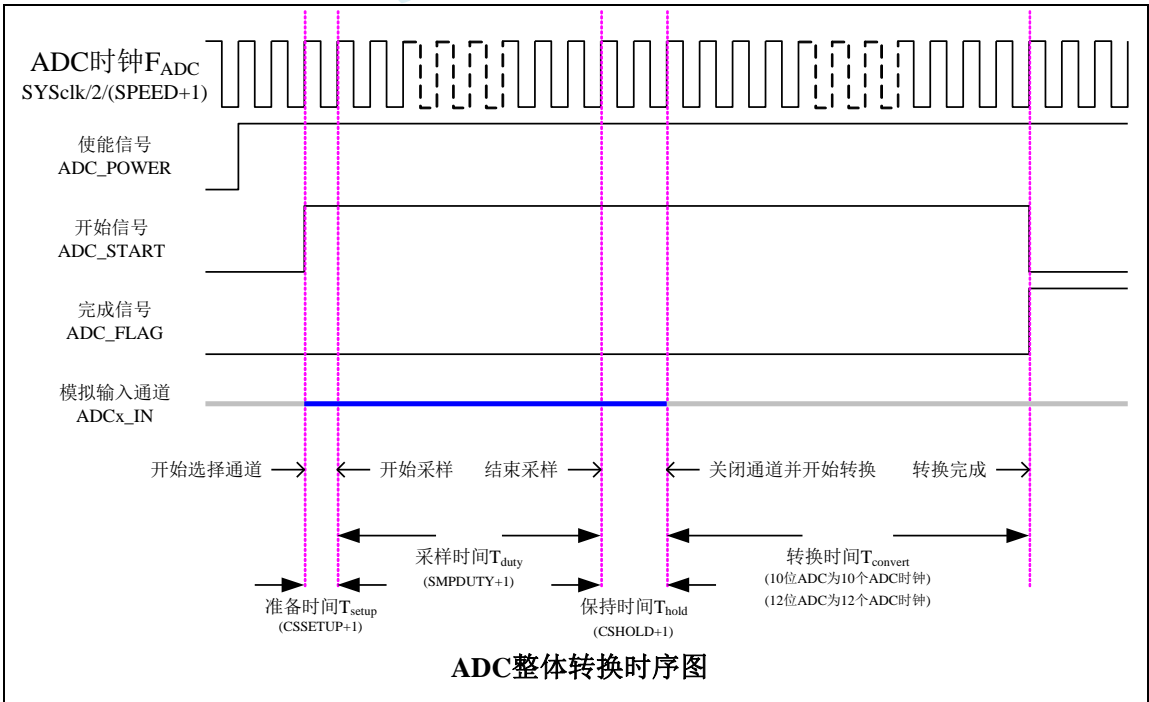 ADC时钟FADC
SYSclk/2/(SPEED+1)
使能信号
ADC_POWER
开始信号
ADC_START
完成信号
ADC_FLAG
模拟输入通道
ADCx_IN
开始选择通道
开始采样
结束采样
关闭通道并开始转换
转换完成
采样时间Tduty
(SMPDUTY+1)
转换时间Tconvert
(10位ADC为10个ADC时钟)
(12位ADC为12个ADC时钟)
准备时间Tsetup
(CSSETUP+1)
保持时间Thold
(CSHOLD+1)
ADC整体转换时序图